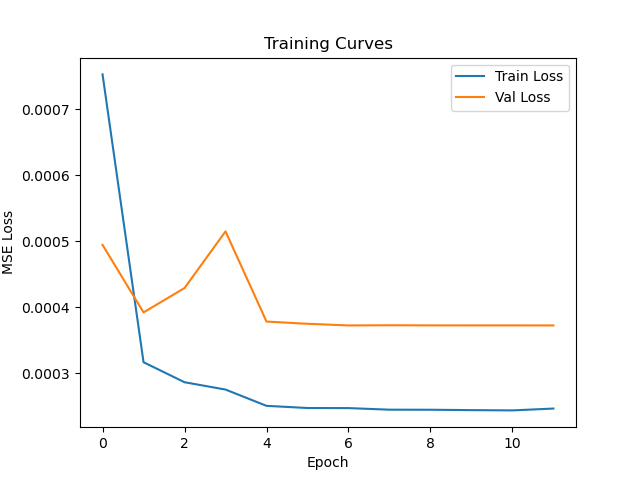 Training Curves
Train Loss
Val Loss
0.0007
0.0006
0.0005
0.0004
0.0003
MSE Loss
0 2 4 6 8 10
Epoch